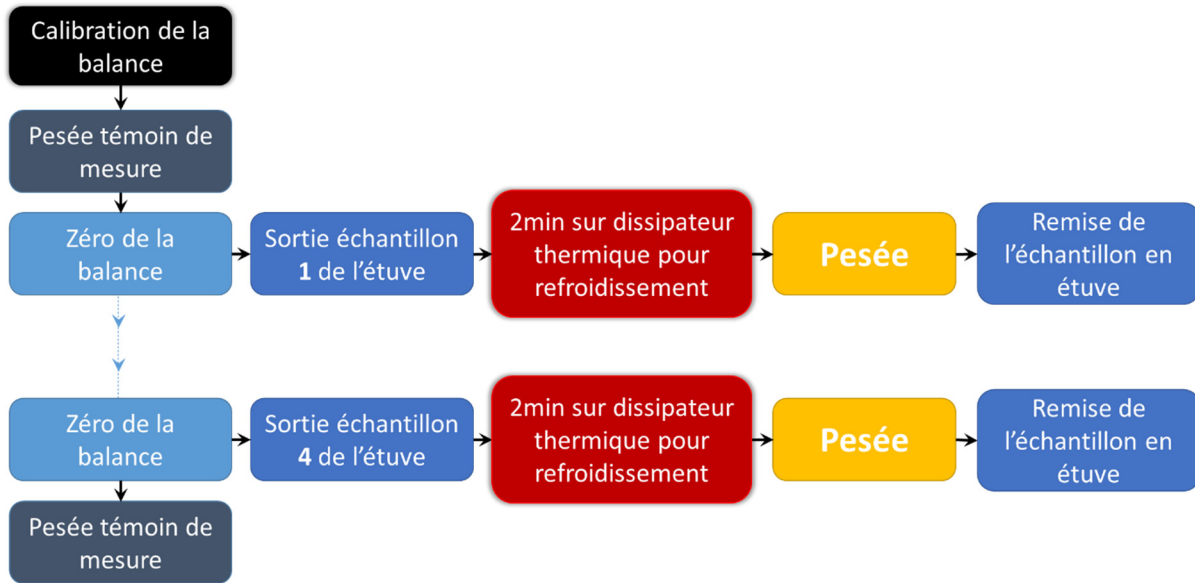 Calibration de la
balance
Pesée témoin de
mesure
Zéro de la
balance
Sortie échantillon
1 de l'étuve
2min sur dissipateur
thermique pour
refroidissement
Pesée
Remise de
l'échantillon en
étuve
Zéro de la
balance
Sortie échantillon
4 de l'étuve
2min sur dissipateur
thermique pour
refroidissement
Pesée
Remise de
l'échantillon en
étuve
Pesée témoin de
mesure